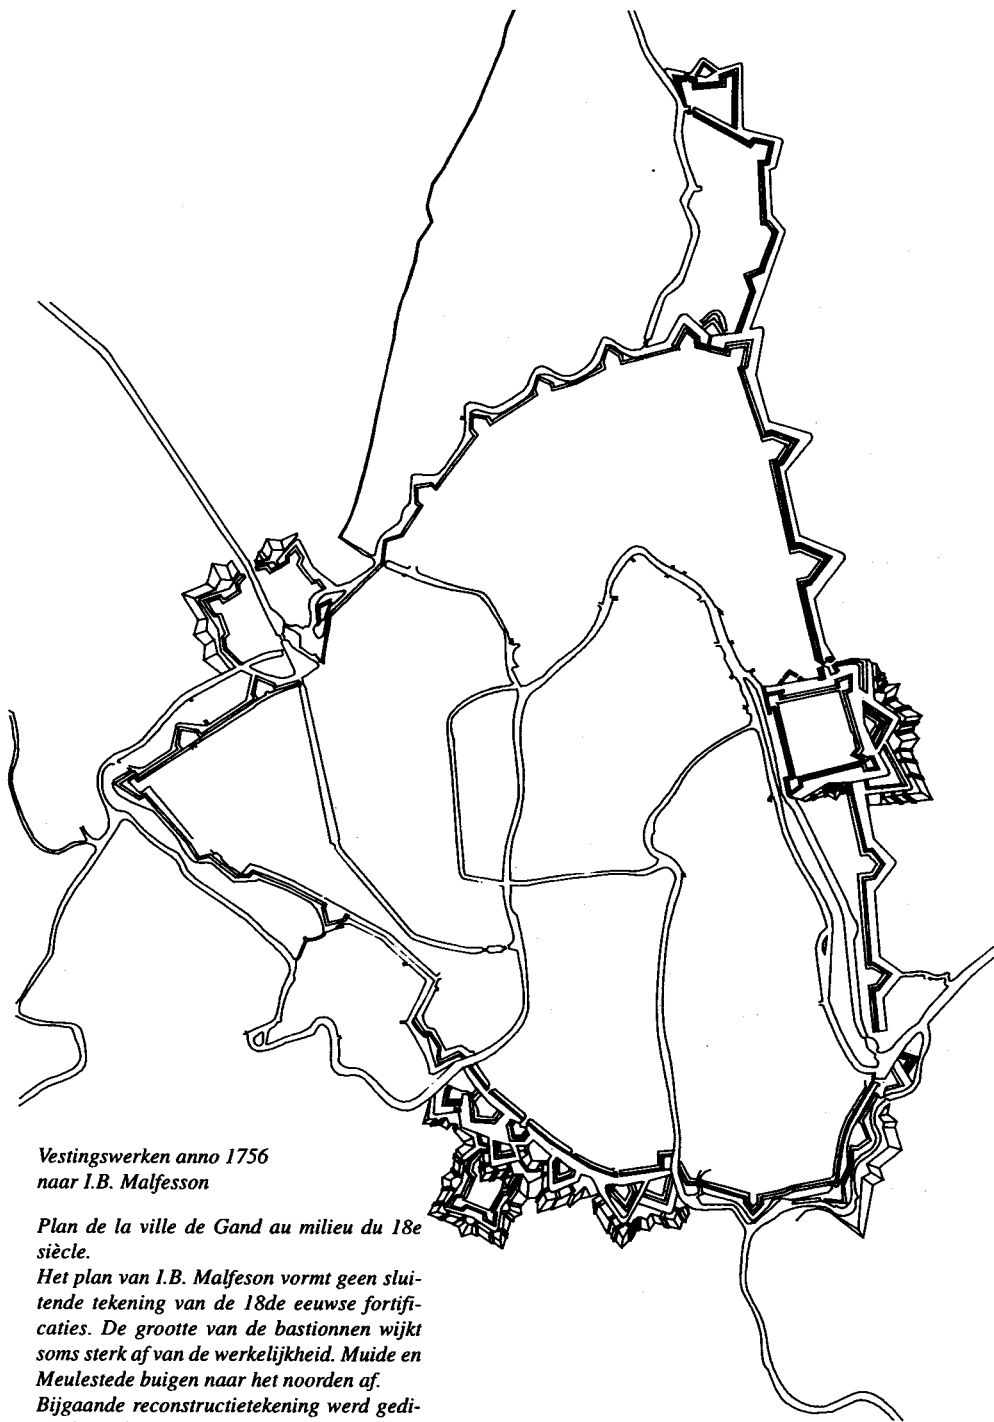 Vestingswerken anno 1756
naar I.B. Malfesson
Plan de la ville de Gand au milieu du 18e
siècle.
Het plan van I.B. Malfeson vormt geen slui-
tende tekening van de 18de eeuwse fortifi-
caties. De grootte van de bastionnen wijkt
soms sterk af van de werkelijkheid. Muide en
Meulestede buigen naar het noorden af.
Bijgaande reconstructietekening werd gedi-